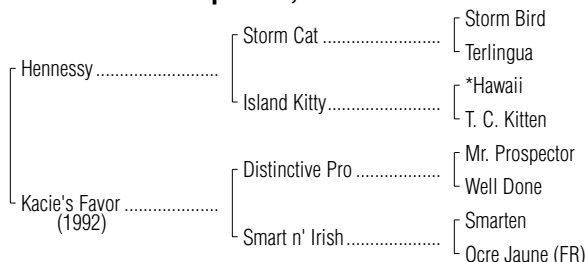 Storm Bird
Storm Cat ........................
Terlingua
Hennessy .........................
*Hawaii
Island Kitty......................
T. C. Kitten
Mr. Prospector
Distinctive Pro .................
Well Done
Kacie's Favor ...................
(1992)
Smarten
Smart n' Irish...................
Ocre Jaune (FR)